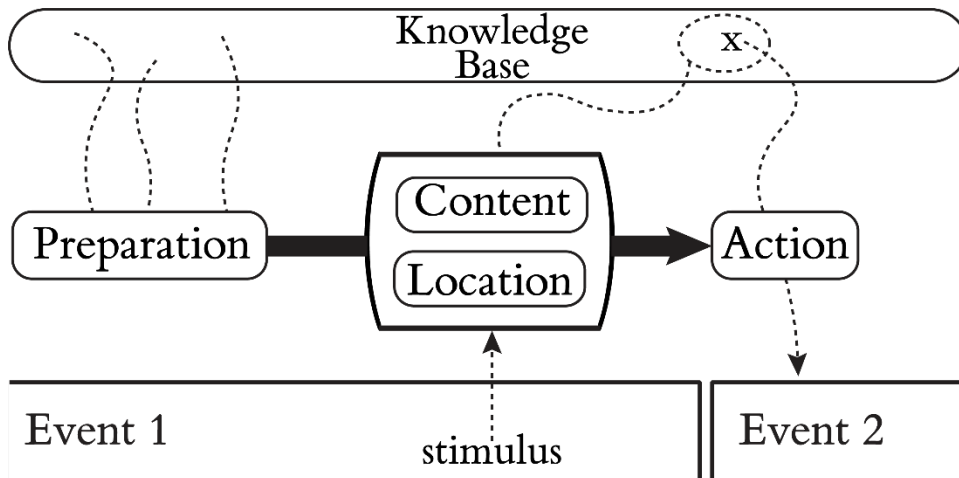 Knowledge
Base
x
Content
Preparation
Action
Location
Event 1
Event 2
stimulus